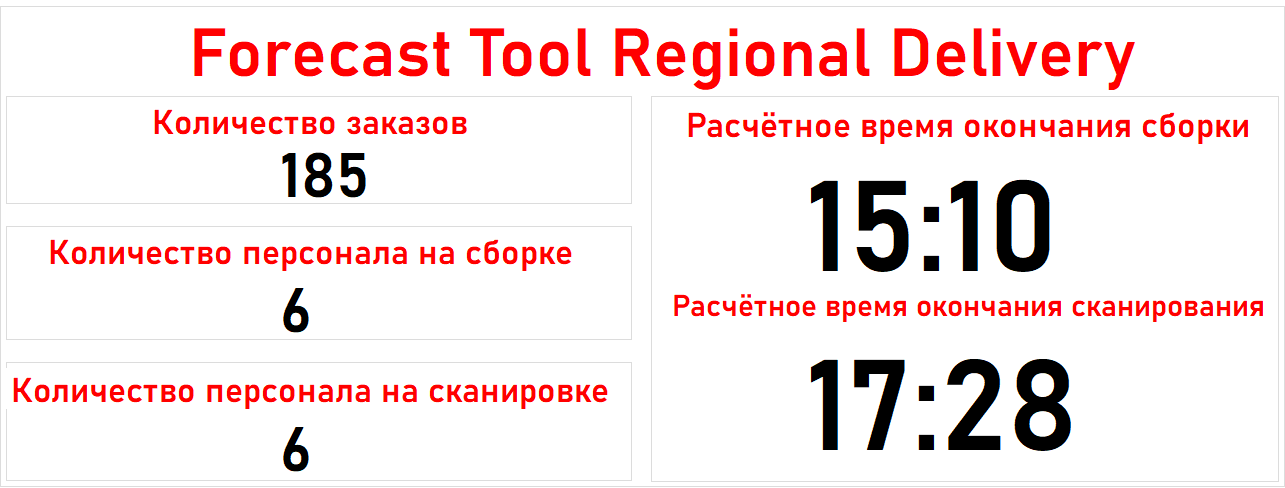 Forecast Tool Regional Delivery
Количество заказов
185
Количество персонала на сборке
6
Количество персонала на сканировке
6
Расчётное время окончания сборки
15:10
Расчётное время окончания сканирования
17:28